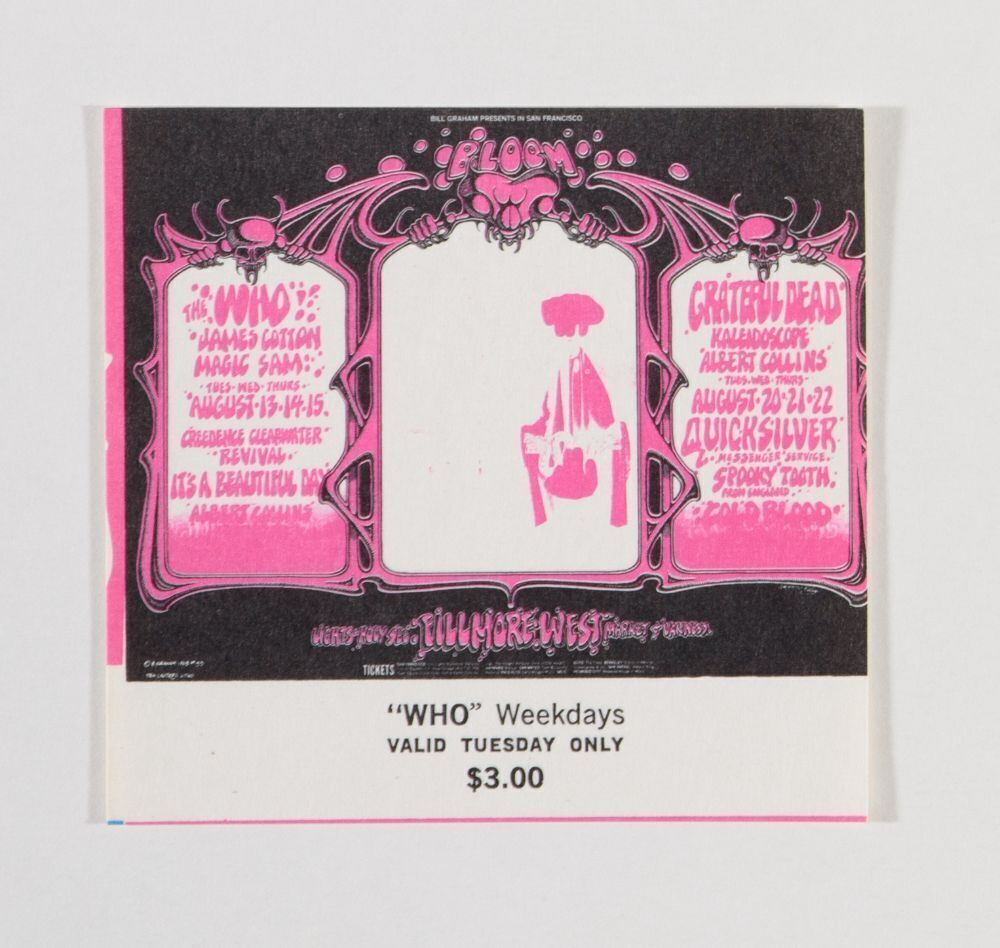 BILL GRAHAM PRESENTS IN SAN FRANCISCO
BLOOM
THE WHO
JAMES COTTON
MAGIC SAM:
TUES·WED·THURS·
AUGUST·13·14·15.
CREEDENCE CLEARWATER
REVIVAL·
IT'S A BEAUTIFUL DAY
ALBERT COLLINS
GRATEFUL DEAD
KALEIDOSCOPE
ALBERT COLLINS
TUES·WED·THURS·
AUGUST·20·21·22
QUICKSILVER
MESSENGER SERVICE.
SPOOKY TOOTH.
FROM ENGLAND.
COLD BLOOD
FILLMORE·WEST
TICKETS
"WHO" Weekdays
VALID TUESDAY ONLY
$3.00